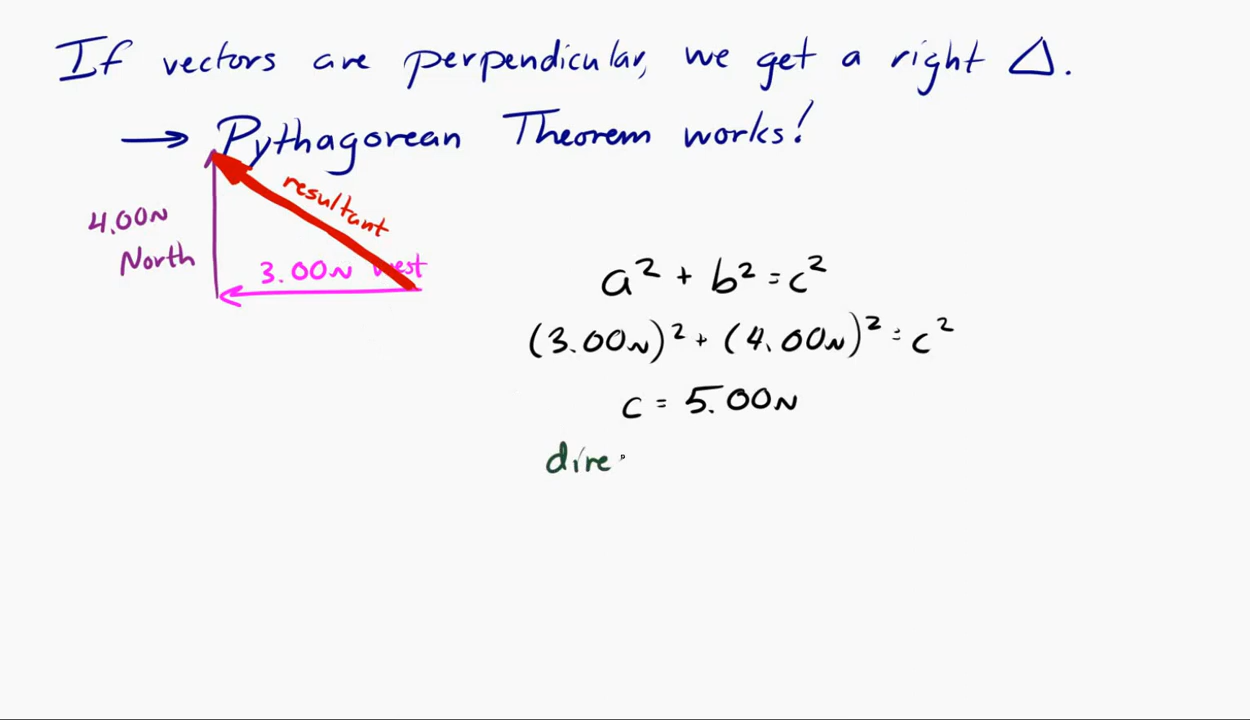 If vectors are perpendicular, we get a right △.
→ Pythagorean Theorem works!
resultant
4.00N
North
3.00N west
a² + b² = c²
(3.00N)² + (4.00N)² = c²
c = 5.00N
dire